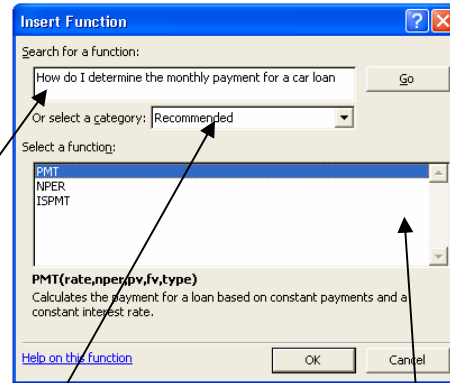 Insert Function
Search for a function:
How do I determine the monthly payment for a car loan
Go
Or select a category: Recommended
Select a function:
PMT
NPER
ISPMT
PMT(rate,nper,pv,fv,type)
Calculates the payment for a loan based on constant payments and a
constant interest rate.
Help on this function
OK
Cancel